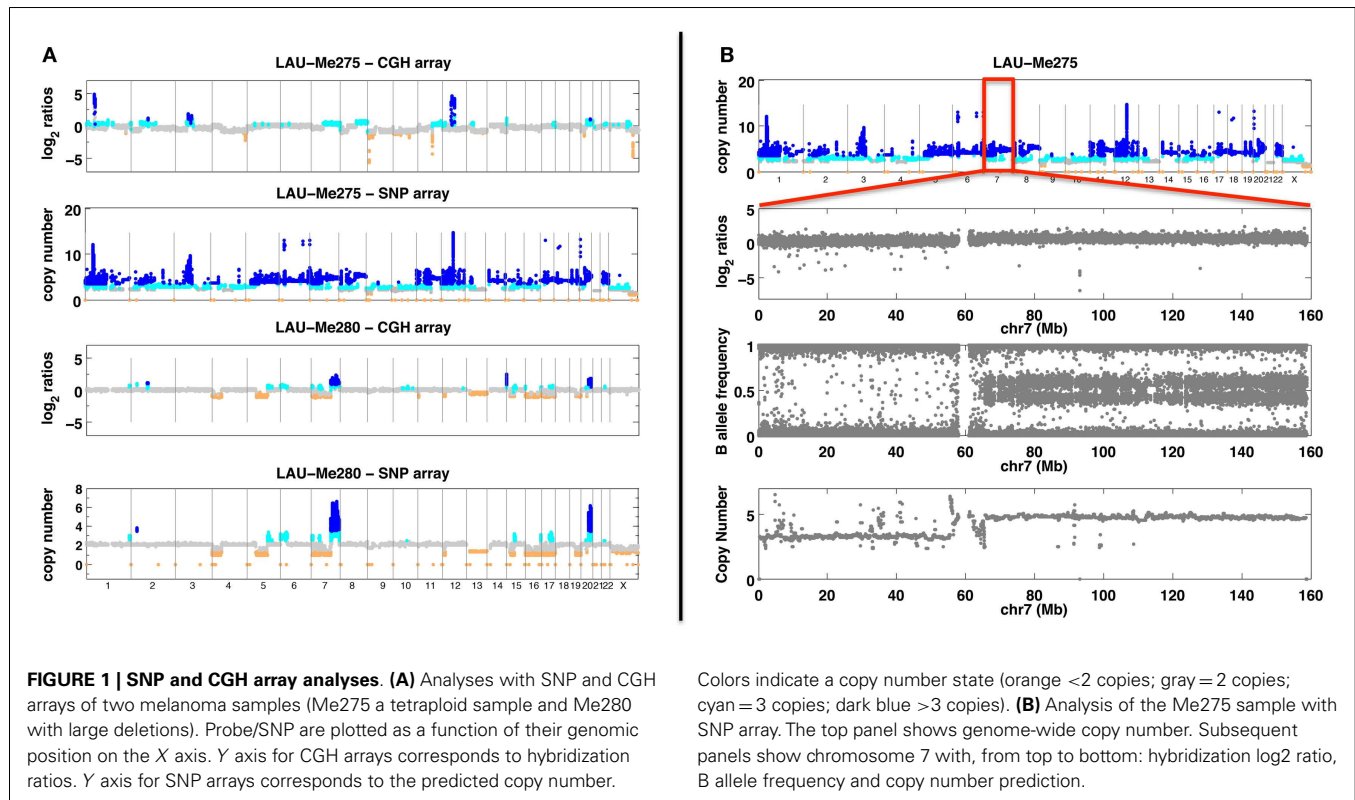 A
LAU–Me275 – CGH array
log2 ratios
5
0
−5
LAU–Me275 – SNP array
copy number
20
10
0
LAU–Me280 – CGH array
log2 ratios
5
0
−5
LAU–Me280 – SNP array
copy number
8
6
4
2
0
1 2 3 4 5 6 7 8 9 10 11 12 13 14 15 16 17 18 19 20 21 22 X
B
LAU–Me275
copy number
20
10
0
1 2 3 4 5 6 7 8 9 10 11 12 13 14 15 16 17 18 19 20 21 22 X
log2 ratios
5
0
−5
0 20 40 60 80 100 120 140 160
chr7 (Mb)
B allele frequency
1
0.5
0
0 20 40 60 80 100 120 140 160
chr7 (Mb)
Copy Number
5
0
0 20 40 60 80 100 120 140 160
chr7 (Mb)
FIGURE 1 | SNP and CGH array analyses. (A) Analyses with SNP and CGH
arrays of two melanoma samples (Me275 a tetraploid sample and Me280
with large deletions). Probe/SNP are plotted as a function of their genomic
position on the X axis. Y axis for CGH arrays corresponds to hybridization
ratios. Y axis for SNP arrays corresponds to the predicted copy number.
Colors indicate a copy number state (orange <2 copies; gray = 2 copies;
cyan = 3 copies; dark blue >3 copies). (B) Analysis of the Me275 sample with
SNP array. The top panel shows genome-wide copy number. Subsequent
panels show chromosome 7 with, from top to bottom: hybridization log2 ratio,
B allele frequency and copy number prediction.